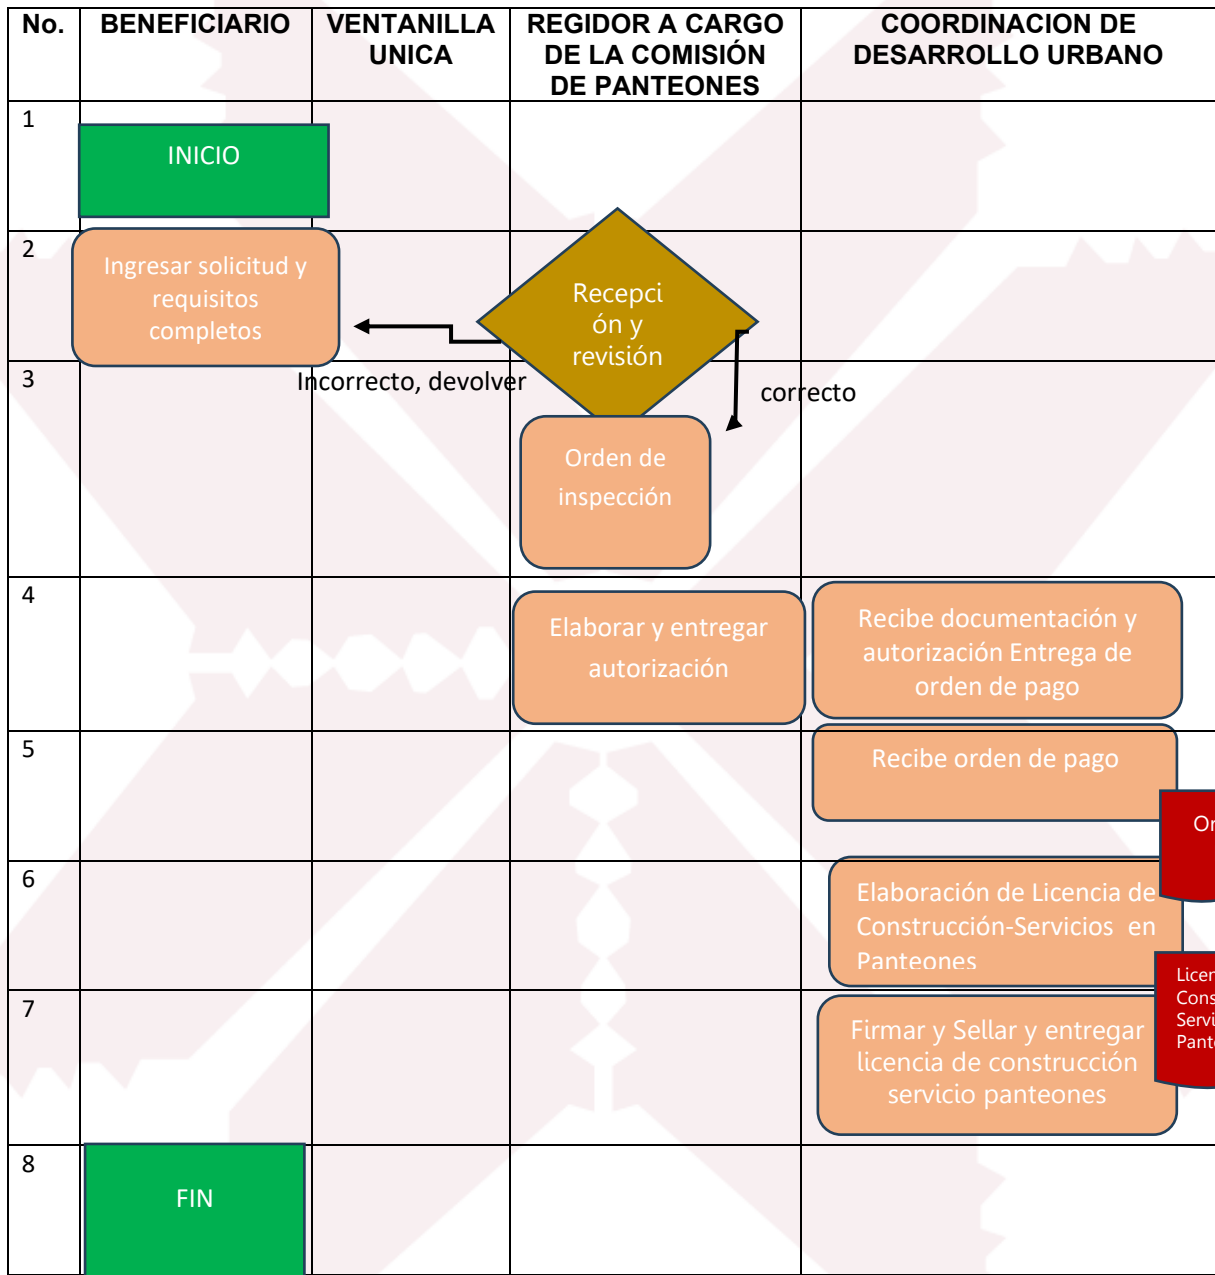 No.
BENEFICIARIO
VENTANILLA
UNICA
REGIDOR A CARGO
DE LA COMISIÓN
DE PANTEONES
COORDINACION DE
DESARROLLO URBANO
1
INICIO
2
Ingresar solicitud y
requisitos
completos
Recepci
ón y
revisión
3
Incorrecto, devolver
correcto
Orden de
inspección
4
Elaborar y entregar
autorización
Recibe documentación y
autorización Entrega de
orden de pago
5
Recibe orden de pago
6
Elaboración de Licencia de
Construcción-Servicios en
Panteones
7
Firmar y Sellar y entregar
licencia de construcción
servicio panteones
8
FIN